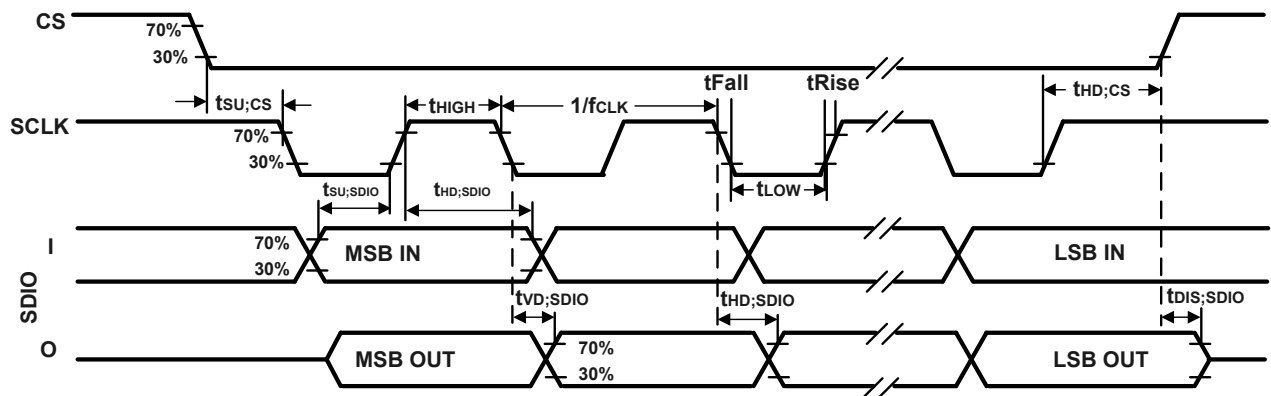 CS
70%
30%
tFall
tRise
tSU;CS
tHIGH
1/fCLK
tHD;CS
SCLK
70%
30%
tLOW
tSU;SDIO
tHD;SDIO
SDIO
I
70%
30%
MSB IN
LSB IN
tVD;SDIO
tHD;SDIO
tDIS;SDIO
O
MSB OUT
70%
30%
LSB OUT